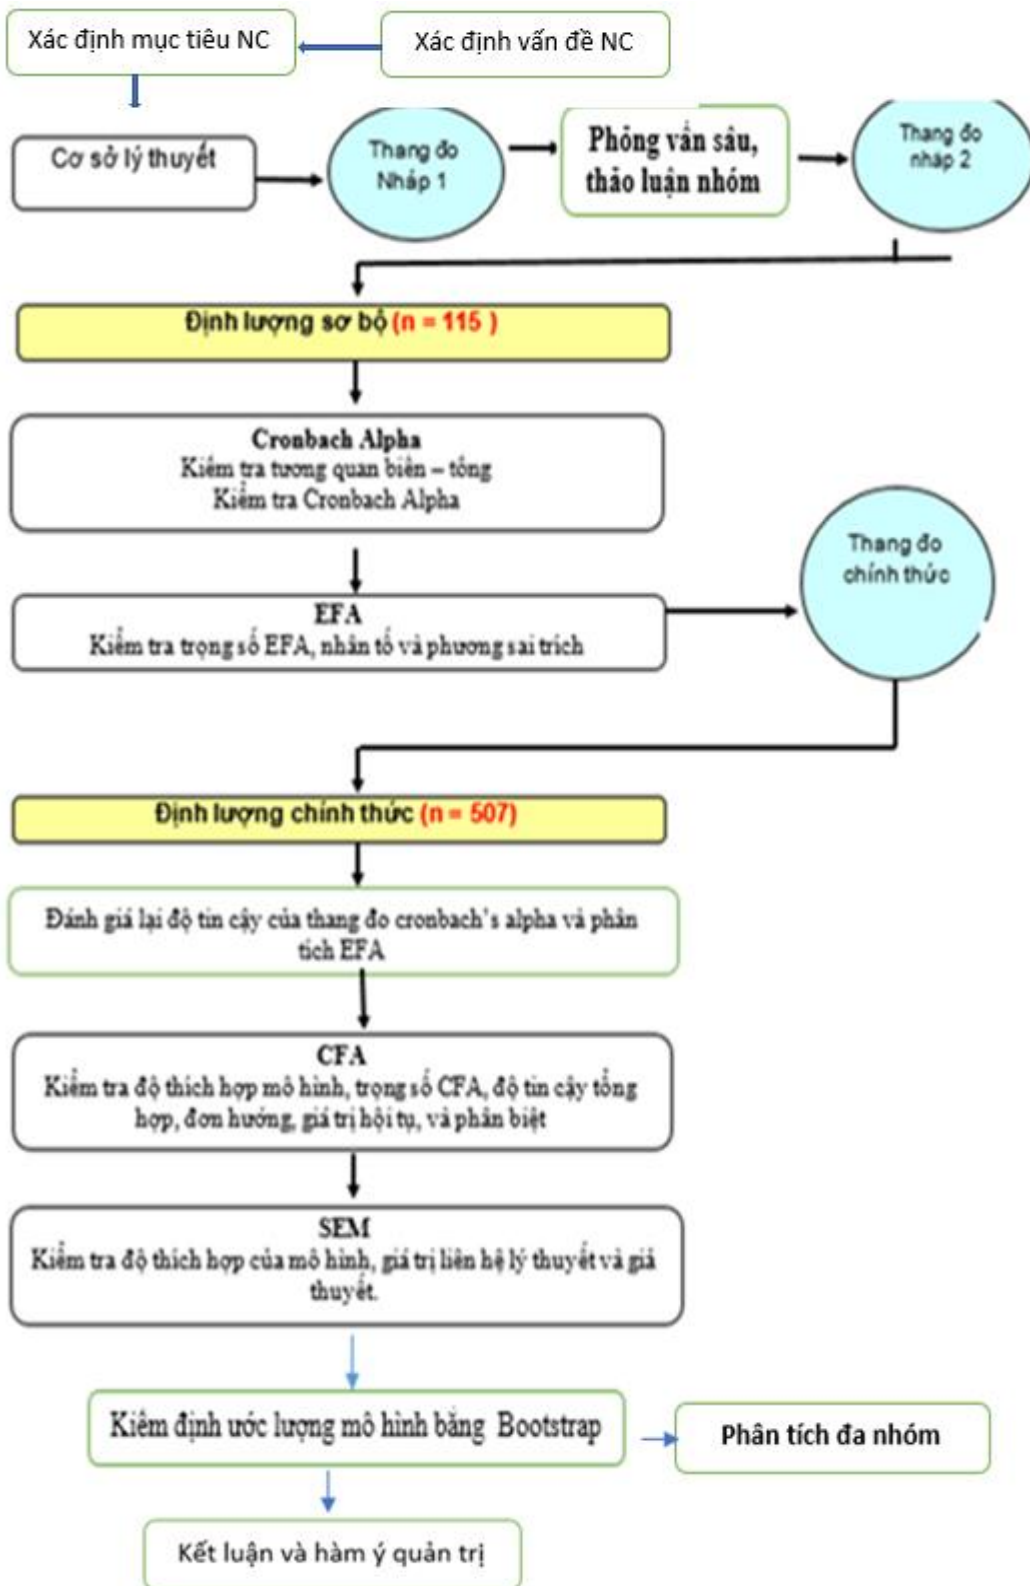 Xác định mục tiêu NC
Xác định vấn đề NC
Cơ sở lý thuyết
Thang đo
Nháp 1
Phỏng vấn sâu,
thảo luận nhóm
Thang đo
nháp 2
Định lượng sơ bộ (n = 115 )
Cronbach Alpha
Kiểm tra tương quan biến – tổng
Kiểm tra Cronbach Alpha
EFA
Kiểm tra trọng số EFA, nhân tố và phương sai trích
Thang đo
chính thức
Định lượng chính thức (n = 507)
Đánh giá lại độ tin cậy của thang đo cronbach's alpha và phân
tích EFA
CFA
Kiểm tra độ thích hợp mô hình, trọng số CFA, độ tin cậy tổng
hợp, đơn hướng, giá trị hội tụ, và phân biệt
SEM
Kiểm tra độ thích hợp của mô hình, giá trị liên hệ lý thuyết và giả
thuyết.
Kiểm định ước lượng mô hình bằng Bootstrap
Phân tích đa nhóm
Kết luận và hàm ý quản trị